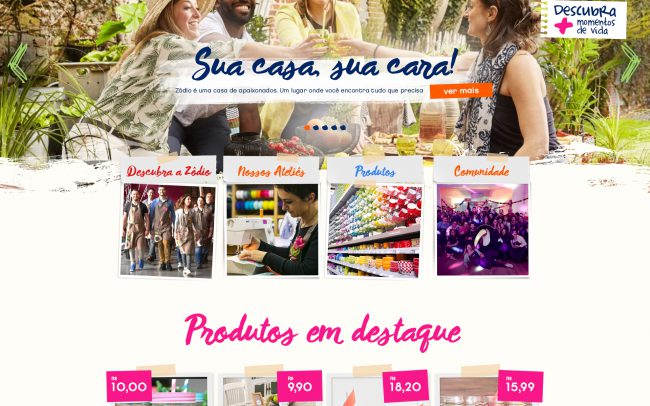 DESCUBRA
+ momentos
de vida
Sua casa, sua cara!
Zôdio é uma casa de apaixonados. Um lugar onde você encontra tudo que precisa
ver mais
Descubra a Zôdio
Nossos Ateliês
Produtos
Comunidade
Produtos em destaque
R$
10,00
R$
9,90
R$
18,20
R$
15,99